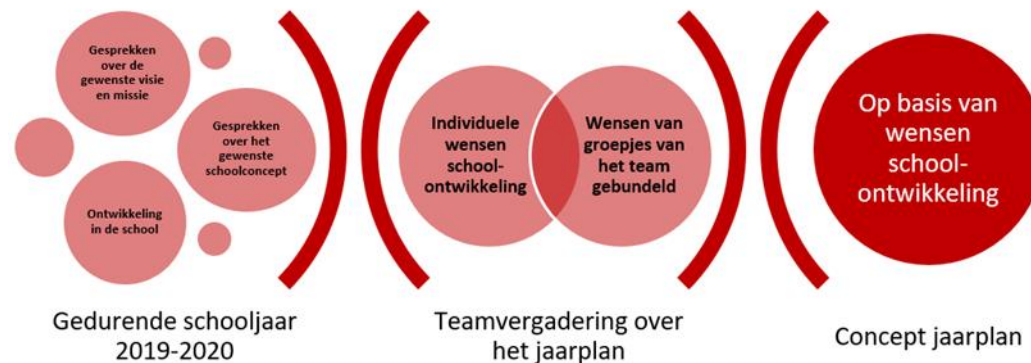 Gesprekken
over de
gewenste visie
en missie
Gesprekken
over het
gewenste
schoolconcept
Ontwikkeling
in de school
Gedurende schooljaar
2019-2020
Individuele
wensen
school-
ontwikkeling
Wensen van
groepjes van
het team
gebundeld
Teamvergadering over
het jaarplan
Op basis van
wensen
school-
ontwikkeling
Concept jaarplan